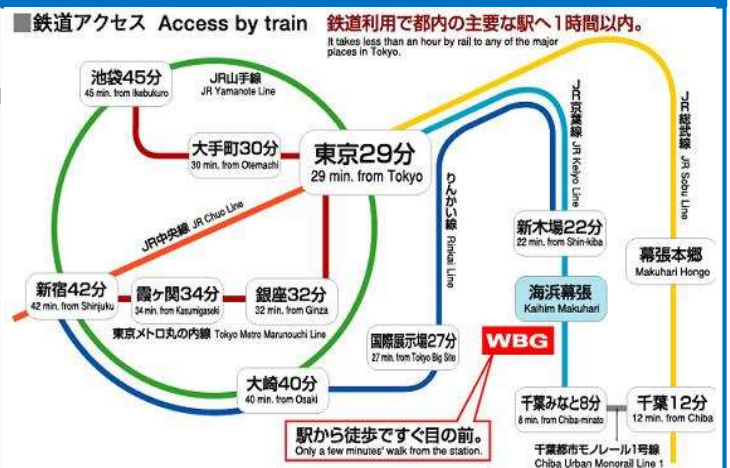 ■鉄道アクセス Access by train
鉄道利用で都内の主要な駅へ1時間以内。
It takes less than an hour by rail to any of the major
places in Tokyo.
池袋45分
45 min. from Ikebukuro
JR山手線
JR Yamanote Line
大手町30分
30 min. from Otemachi
東京29分
29 min. from Tokyo
JR中央線 JR Chuo Line
りんかい線 Rinkai Line
JR京葉線 JR Keiyo Line
JR総武線 JR Sobu Line
新木場22分
22 min. from Shin-kiba
幕張本郷
Makuhari Hongo
新宿42分
42 min. from Shinjuku
霞ヶ関34分
34 min. from Kasumigaseki
銀座32分
32 min. from Ginza
海浜幕張
Kaihim Makuhari
東京メトロ丸の内線 Tokyo Metro Marunouchi Line
国際展示場27分
27 min. from Tokyo Big Site
WBG
大崎40分
40 min. from Osaki
千葉みなと8分
8 min. from Chiba-minato
千葉12分
12 min. from Chiba
駅から徒歩ですぐ目の前。
Only a few minutes' walk from the station.
千葉都市モノレール1号線
Chiba Urban Monorail Line 1